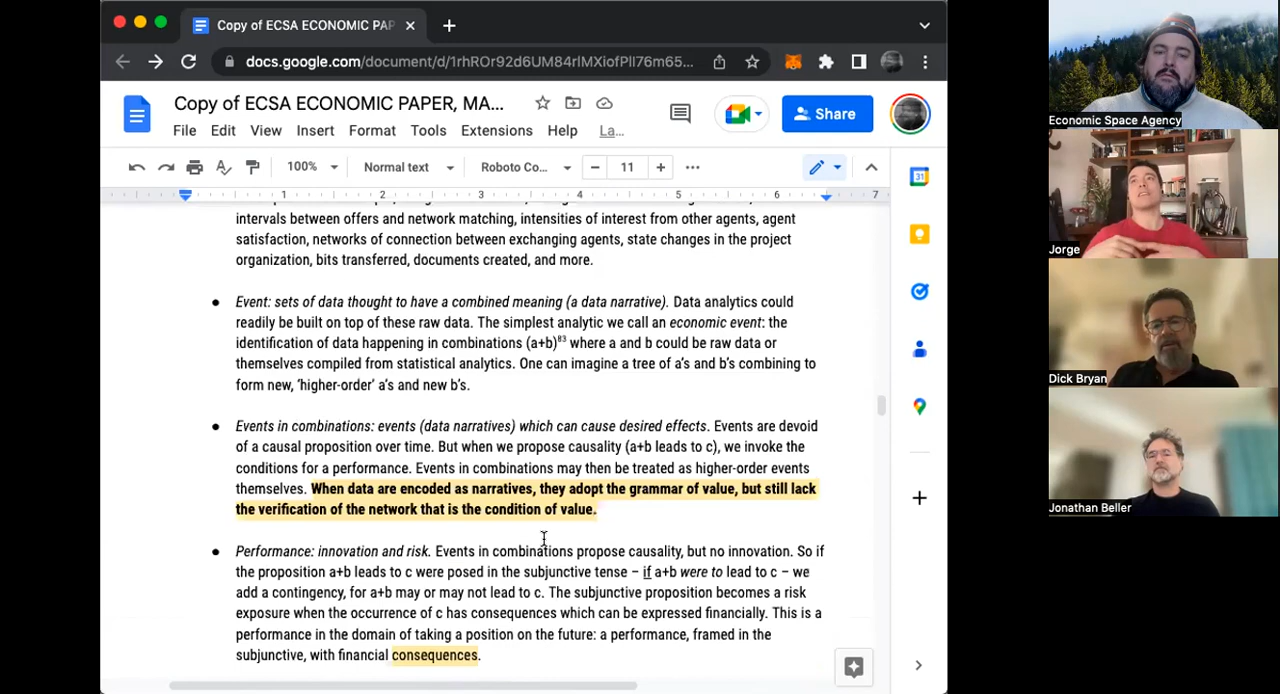 Copy of ECSA ECONOMIC PAP
docs.google.com/document/d/1rhROr92d6UM84rlMXiofPll76m65...
Copy of ECSA ECONOMIC PAPER, MA...
Share
File Edit View Insert Format Tools Extensions Help La...
100% Normal text Roboto Co... 11
1 2 3 4 5 6 7
intervals between offers and network matching, intensities of interest from other agents, agent
satisfaction, networks of connection between exchanging agents, state changes in the project
organization, bits transferred, documents created, and more.
● Event: sets of data thought to have a combined meaning (a data narrative). Data analytics could
readily be built on top of these raw data. The simplest analytic we call an economic event: the
identification of data happening in combinations (a+b)83 where a and b could be raw data or
themselves compiled from statistical analytics. One can imagine a tree of a's and b's combining to
form new, 'higher-order' a's and new b's.
● Events in combinations: events (data narratives) which can cause desired effects. Events are devoid
of a causal proposition over time. But when we propose causality (a+b leads to c), we invoke the
conditions for a performance. Events in combinations may then be treated as higher-order events
themselves. When data are encoded as narratives, they adopt the grammar of value, but still lack
the verification of the network that is the condition of value.
● Performance: innovation and risk. Events in combinations propose causality, but no innovation. So if
the proposition a+b leads to c were posed in the subjunctive tense – if a+b were to lead to c – we
add a contingency, for a+b may or may not lead to c. The subjunctive proposition becomes a risk
exposure when the occurrence of c has consequences which can be expressed financially. This is a
performance in the domain of taking a position on the future: a performance, framed in the
subjunctive, with financial consequences.
31
Economic Space Agency
Jorge
Dick Bryan
Jonathan Beller